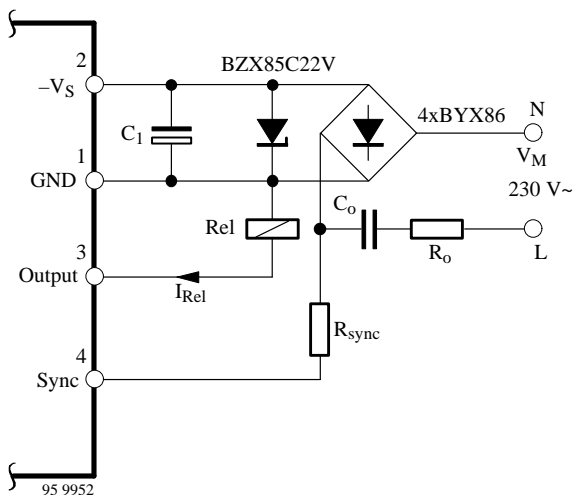 2
BZX85C22V
–VS
C1
4xBYX86
N
VM
1
GND
Co
230 V~
Rel
Ro
L
3
Output
IRel
Rsync
4
Sync
95 9952